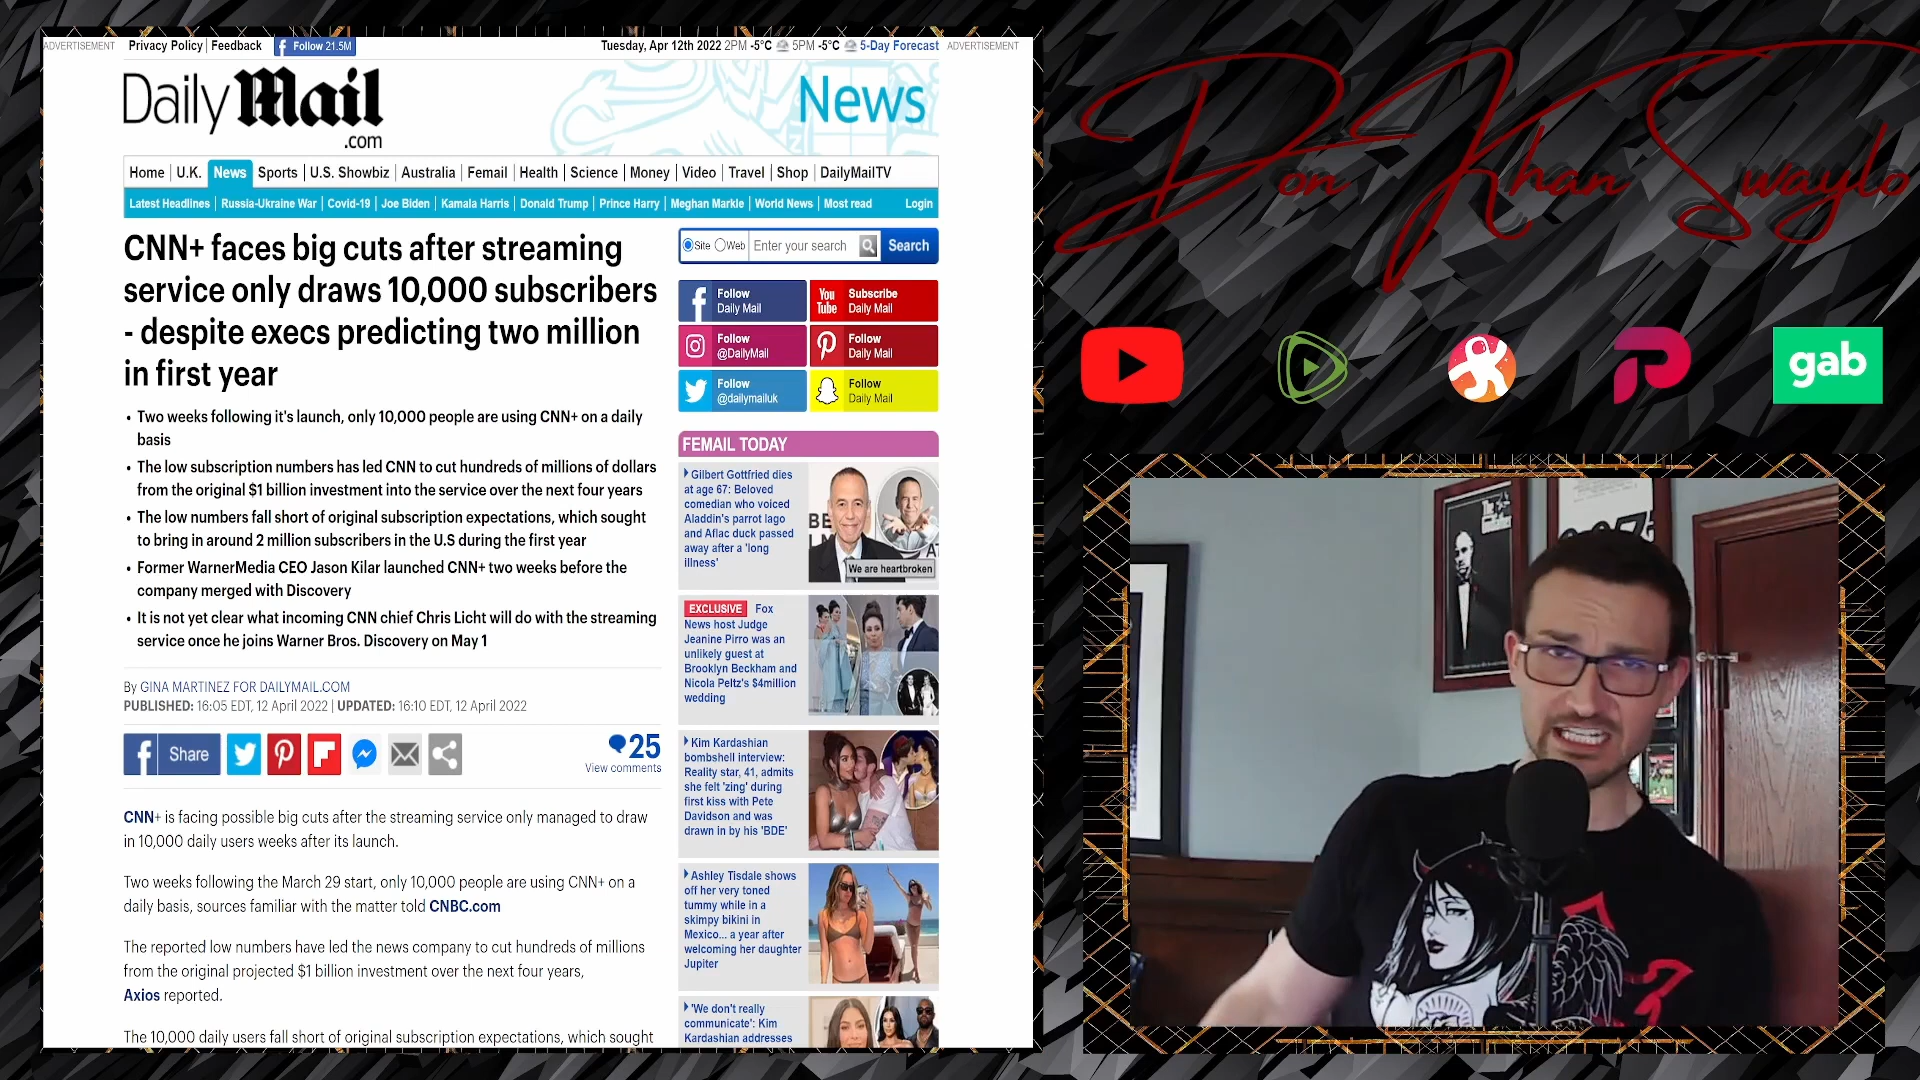 ADVERTISEMENT Privacy Policy Feedback Follow 21.5M Tuesday, Apr 12th 2022 2PM -5°C 5PM -5°C 5-Day Forecast ADVERTISEMENT
Daily Mail
.com
News
Home U.K. News Sports U.S. Showbiz Australia Femail Health Science Money Video Travel Shop DailyMailTV
Latest Headlines Russia-Ukraine War Covid-19 Joe Biden Kamala Harris Donald Trump Prince Harry Meghan Markle World News Most read Login
CNN+ faces big cuts after streaming
service only draws 10,000 subscribers
- despite execs predicting two million
in first year
• Two weeks following it's launch, only 10,000 people are using CNN+ on a daily
basis
• The low subscription numbers has led CNN to cut hundreds of millions of dollars
from the original $1 billion investment into the service over the next four years
• The low numbers fall short of original subscription expectations, which sought
to bring in around 2 million subscribers in the U.S during the first year
• Former WarnerMedia CEO Jason Kilar launched CNN+ two weeks before the
company merged with Discovery
• It is not yet clear what incoming CNN chief Chris Licht will do with the streaming
service once he joins Warner Bros. Discovery on May 1
By GINA MARTINEZ FOR DAILYMAIL.COM
PUBLISHED: 16:05 EDT, 12 April 2022 | UPDATED: 16:10 EDT, 12 April 2022
Share
25
View comments
CNN+ is facing possible big cuts after the streaming service only managed to draw
in 10,000 daily users weeks after its launch.
Two weeks following the March 29 start, only 10,000 people are using CNN+ on a
daily basis, sources familiar with the matter told CNBC.com
The reported low numbers have led the news company to cut hundreds of millions
from the original projected $1 billion investment over the next four years,
Axios reported.
The 10,000 daily users fall short of original subscription expectations, which sought
Site Web Enter your search Search
Follow
Daily Mail
You Tube
Subscribe
Daily Mail
Follow
@DailyMail
Follow
Daily Mail
Follow
@dailymailuk
Follow
Daily Mail
FEMAIL TODAY
Gilbert Gottfried dies
at age 67: Beloved
comedian who voiced
Aladdin's parrot Iago
and Aflac duck passed
away after a 'long
illness'
We are heartbroken
EXCLUSIVE Fox
News host Judge
Jeanine Pirro was an
unlikely guest at
Brooklyn Beckham and
Nicola Peltz's $4million
wedding
Kim Kardashian
bombshell interview:
Reality star, 41, admits
she felt 'zing' during
first kiss with Pete
Davidson and was
drawn in by his 'BDE'
Ashley Tisdale shows
off her very toned
tummy while in a
skimpy bikini in
Mexico... a year after
welcoming her daughter
Jupiter
'We don't really
communicate': Kim
Kardashian addresses
Don Khan Swaylo
gab